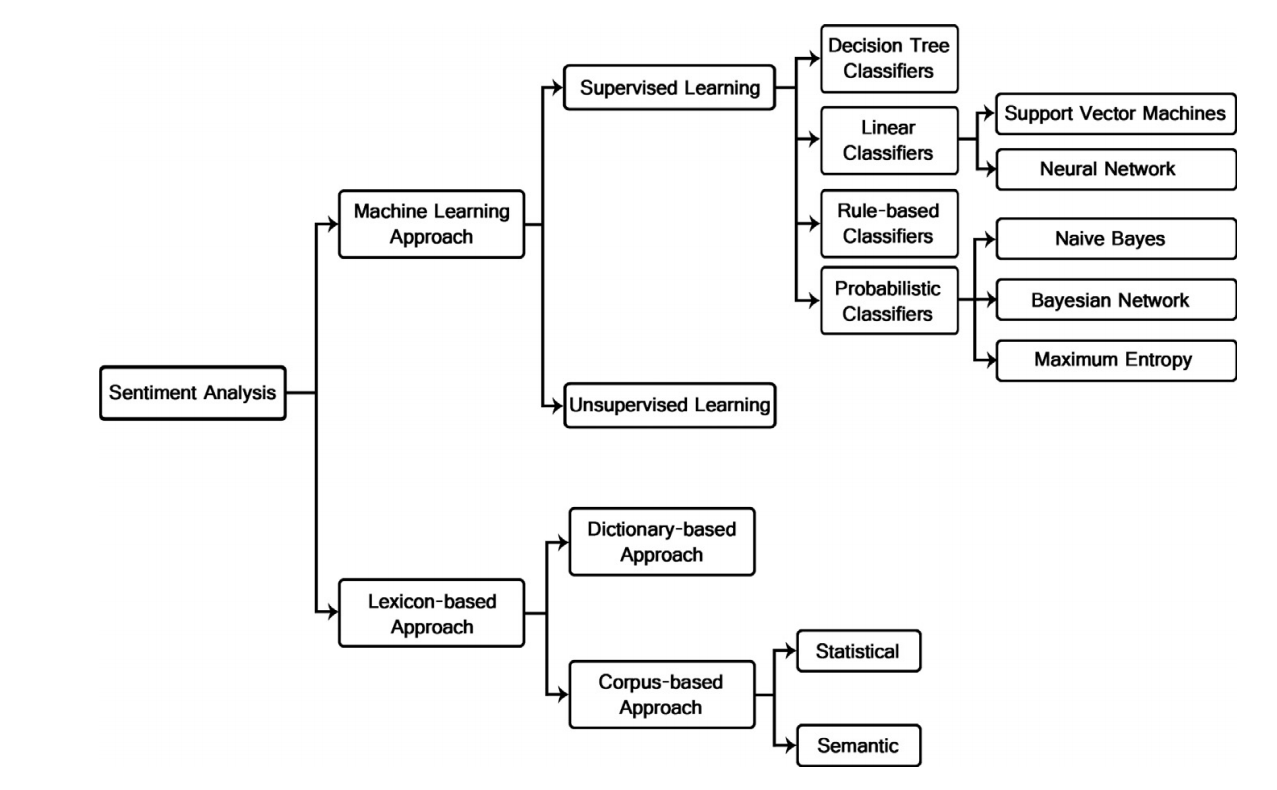 Decision Tree
Classifiers
Supervised Learning
Support Vector Machines
Linear
Classifiers
Neural Network
Machine Learning
Approach
Rule-based
Classifiers
Naive Bayes
Probabilistic
Classifiers
Bayesian Network
Maximum Entropy
Sentiment Analysis
Unsupervised Learning
Dictionary-based
Approach
Lexicon-based
Approach
Statistical
Corpus-based
Approach
Semantic